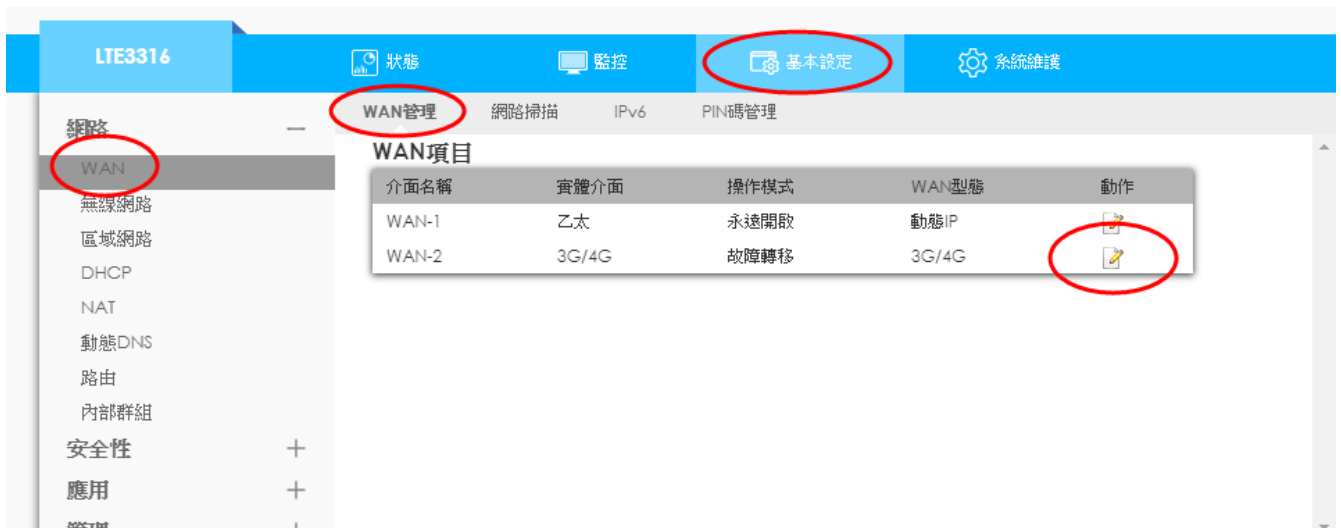 LTE3316
狀態 監控 基本設定 系統維護
WAN管理 網路掃描 IPv6 PIN碼管理
網路
WAN
無線網路
區域網路
DHCP
NAT
動態DNS
路由
內部群組
安全性
應用
管理
WAN項目
介面名稱 實體介面 操作模式 WAN型態 動作
WAN-1 乙太 永遠開啟 動態IP
WAN-2 3G/4G 故障轉移 3G/4G